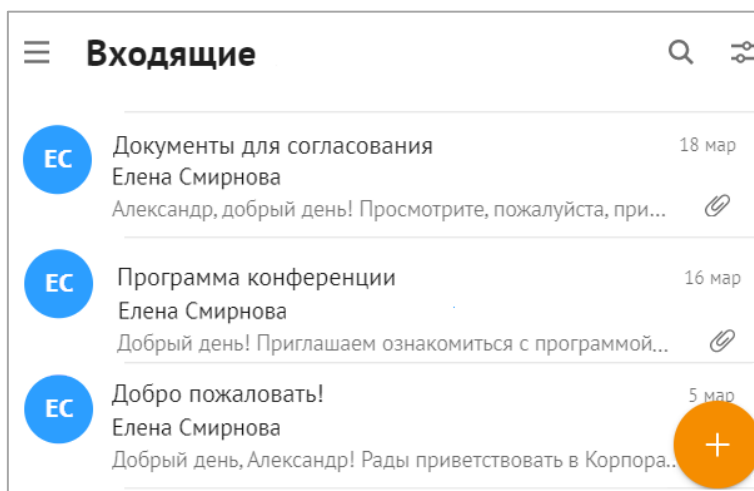 Входящие
ЕС
Документы для согласования
18 мар
Елена Смирнова
Александр, добрый день! Просмотрите, пожалуйста, при...
ЕС
Программа конференции
16 мар
Елена Смирнова
Добрый день! Приглашаем ознакомиться с программой...
ЕС
Добро пожаловать!
5 мар
Елена Смирнова
Добрый день, Александр! Рады приветствовать в Корпора..